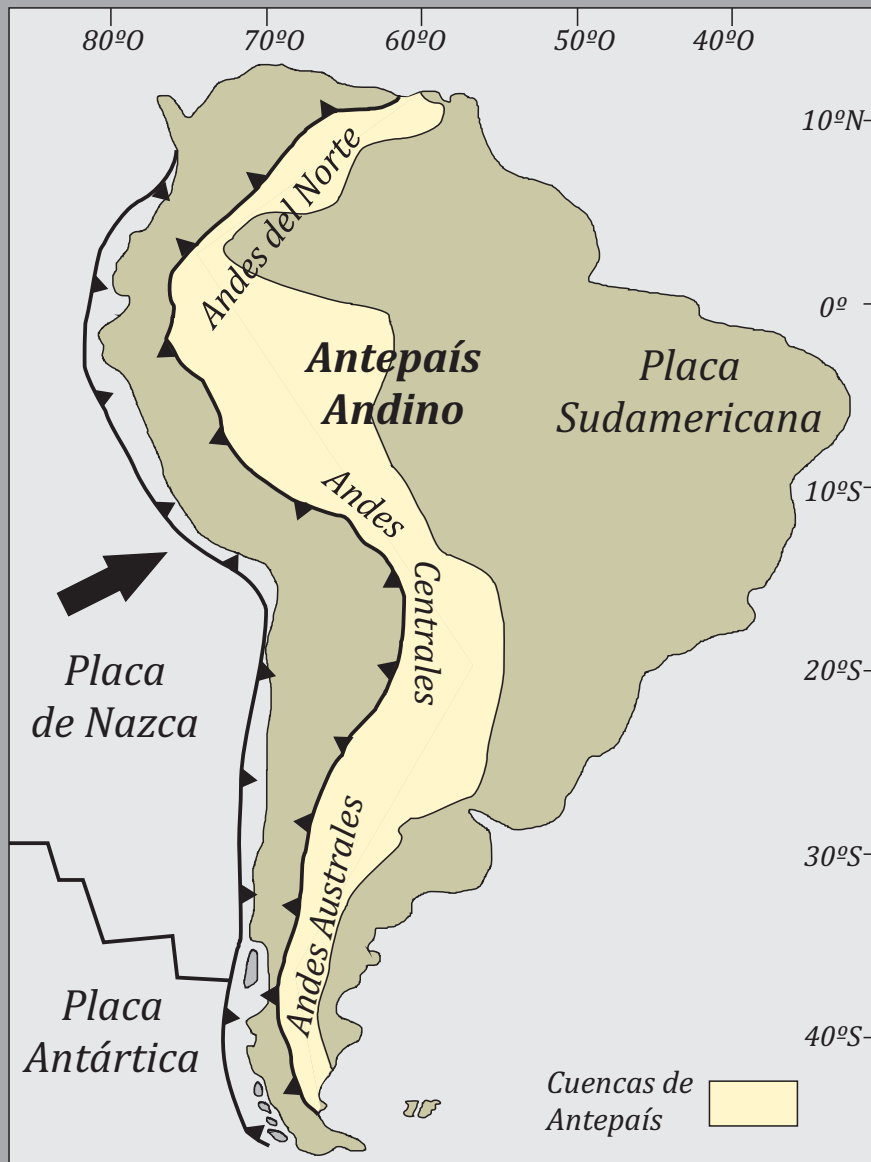 80ºO
70ºO
60ºO
50ºO
40ºO
10ºN
Andes del Norte
0º
Antepaís
Andino
Placa
Sudamericana
10ºS
Andes
Centrales
Placa
de Nazca
20ºS
30ºS
Andes Australes
Placa
Antártica
40ºS
Cuencas de
Antepaís